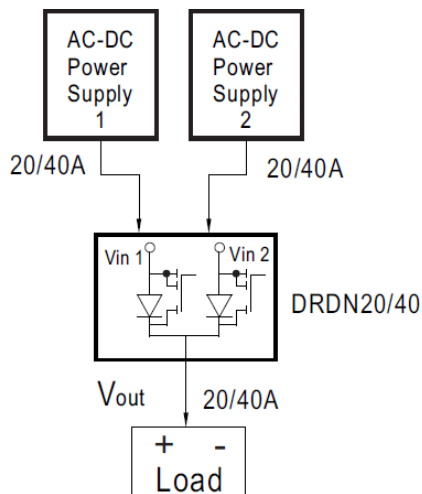 AC-DC
Power
Supply
1
AC-DC
Power
Supply
2
20/40A
20/40A
Vin 1
Vin 2
DRDN20/40
Vout
20/40A
+ -
Load